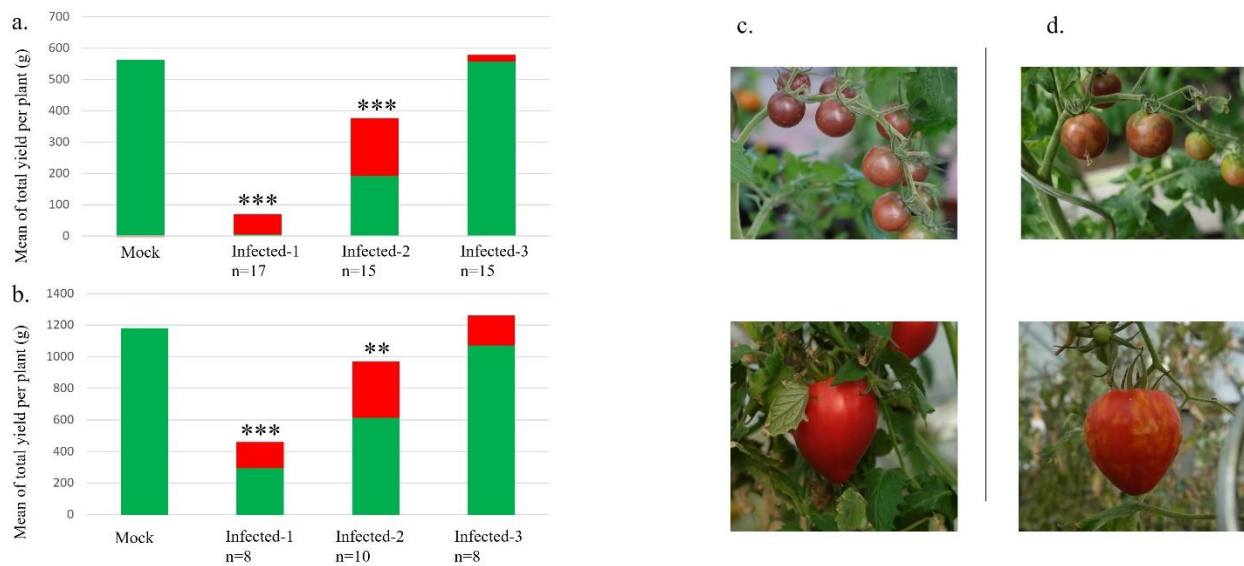 a.
Mean of total yield per plant (g)
700
600
500
400
300
200
100
0
***
***
Mock
Infected-1
n=17
Infected-2
n=15
Infected-3
n=15
b.
Mean of total yield per plant (g)
1400
1200
1000
800
600
400
200
0
***
**
Mock
Infected-1
n=8
Infected-2
n=10
Infected-3
n=8
c.
d.